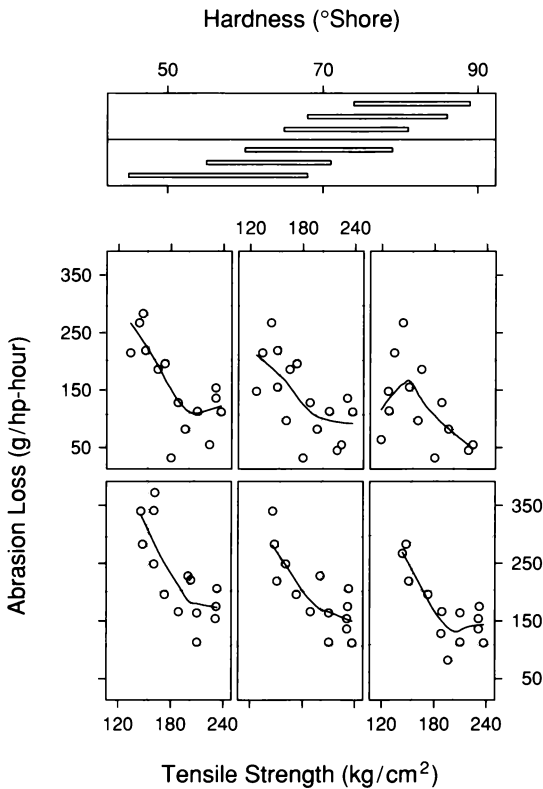 Hardness (°Shore)
50 70 90
120 180 240
350
250
150
50
Abrasion Loss (g/hp-hour)
350
250
150
50
120 180 240 120 180 240
Tensile Strength (kg/cm²)